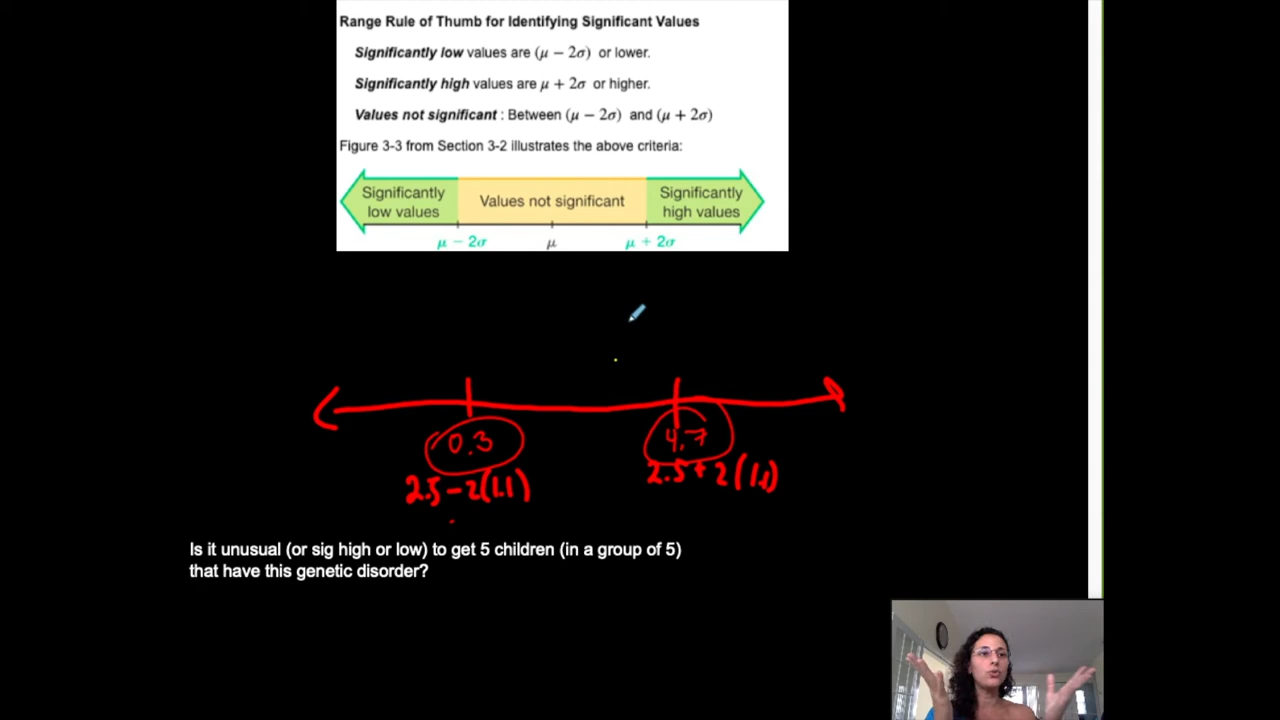 Range Rule of Thumb for Identifying Significant Values
Significantly low values are (μ − 2σ) or lower.
Significantly high values are μ + 2σ or higher.
Values not significant : Between (μ − 2σ) and (μ + 2σ)
Figure 3-3 from Section 3-2 illustrates the above criteria:
Significantly low values
Values not significant
Significantly high values
μ − 2σ
μ
μ + 2σ
0.3
4.7
2.5 − 2(1.1)
2.5 + 2(1.1)
Is it unusual (or sig high or low) to get 5 children (in a group of 5)
that have this genetic disorder?